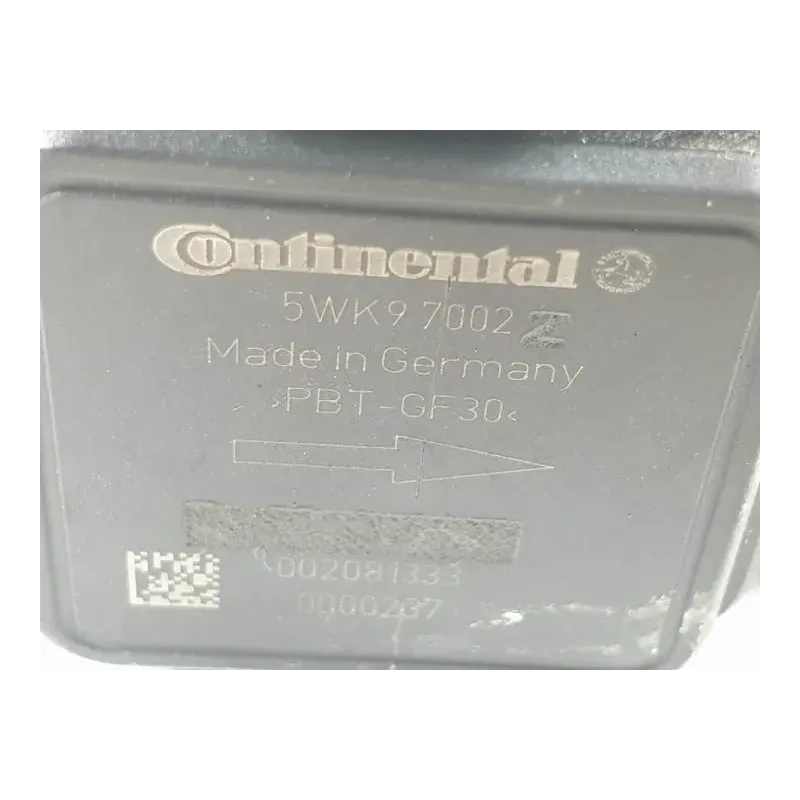 Continental
5WK9 7002 Z
Made in Germany
>PBT-GF30<
002081333
0000237